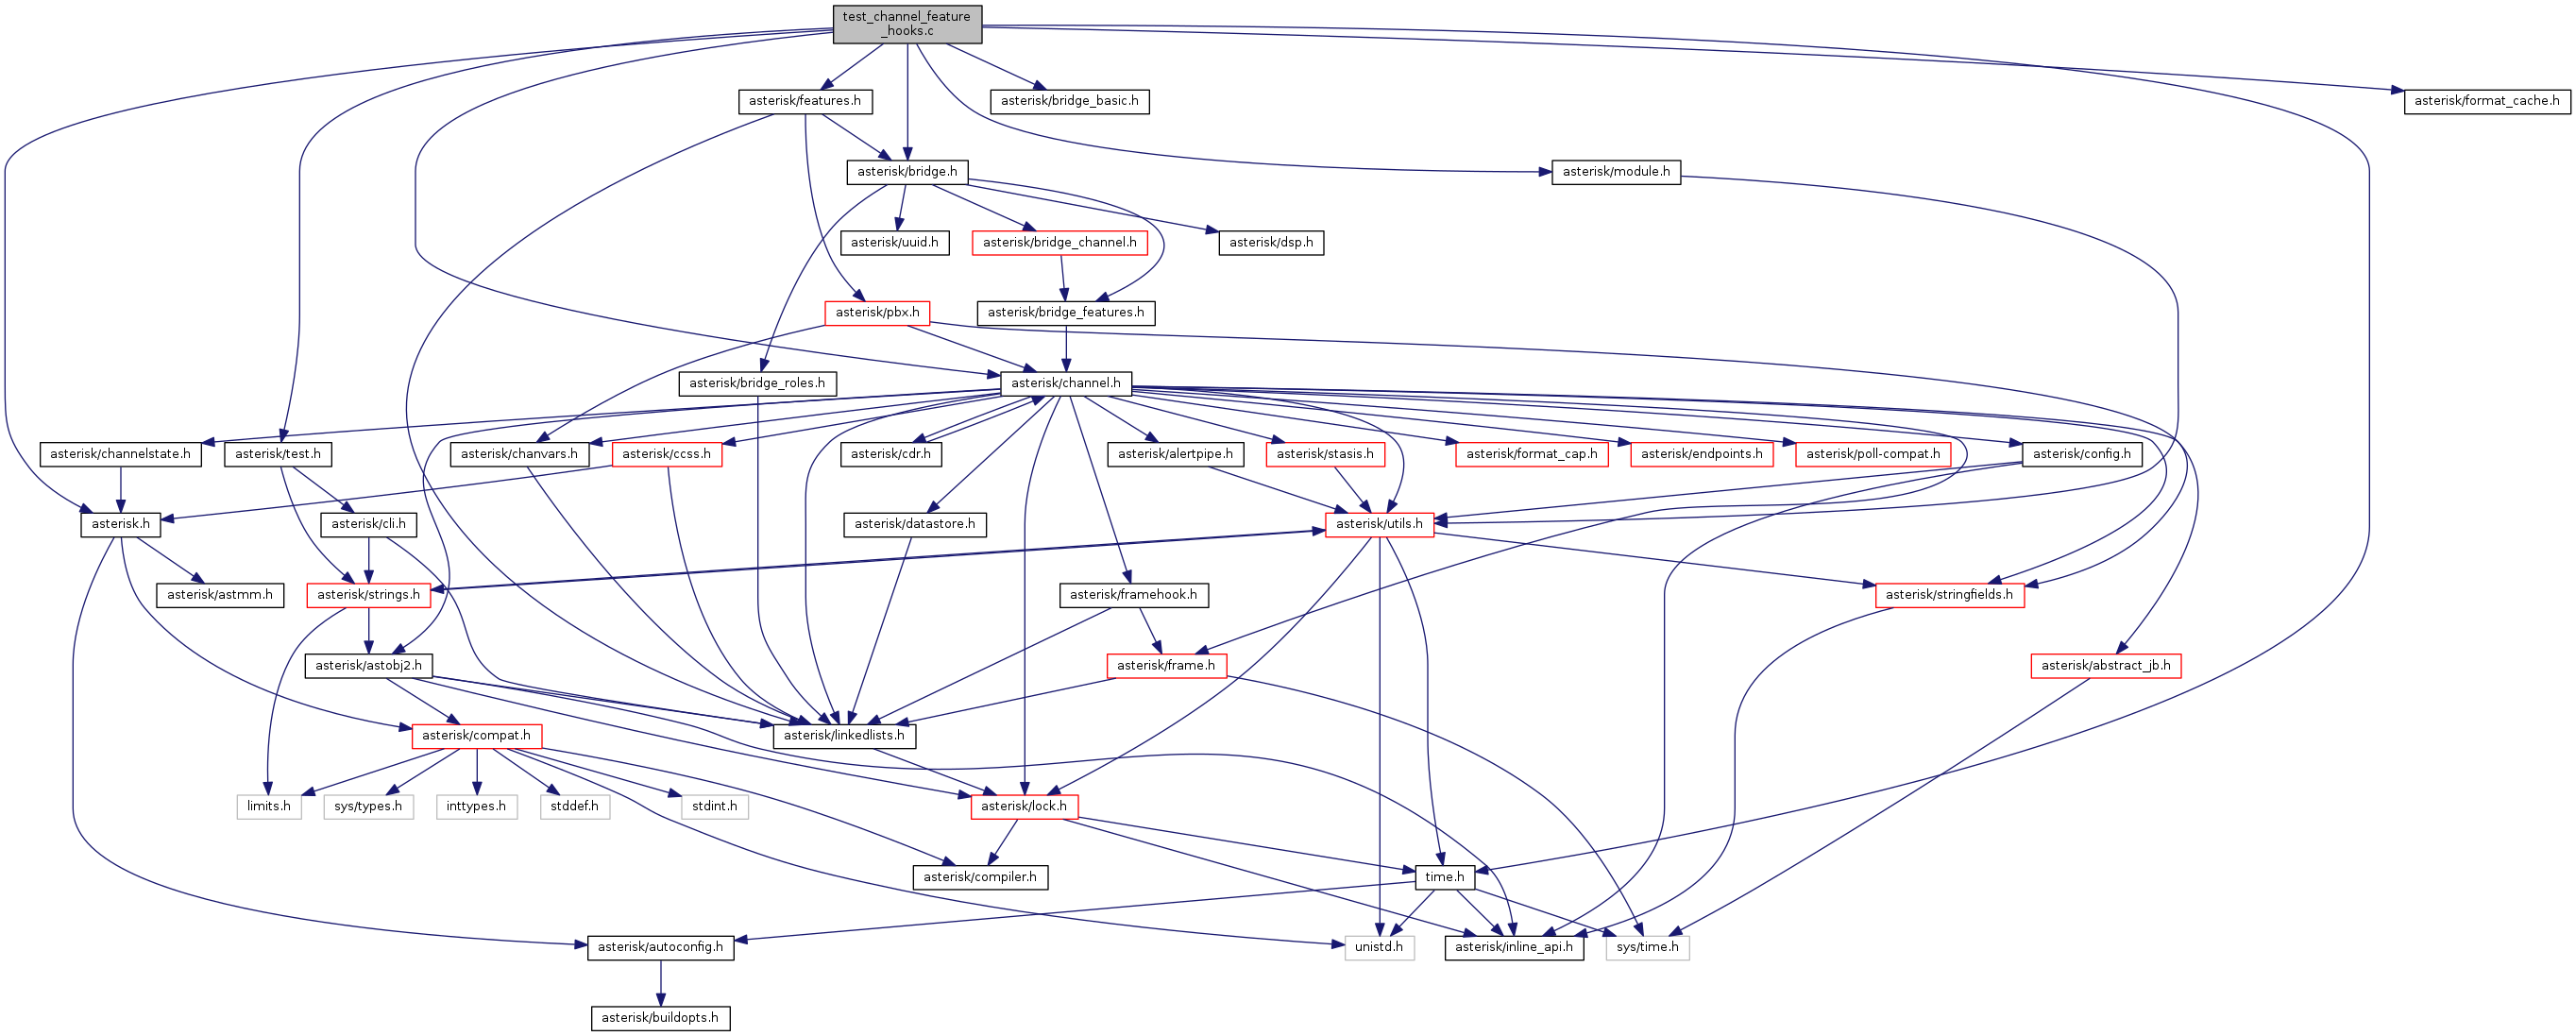 test_channel_feature
_hooks.c
asterisk/features.h
asterisk/bridge_basic.h
asterisk/format_cache.h
asterisk/bridge.h
asterisk/module.h
asterisk/uuid.h
asterisk/bridge_channel.h
asterisk/dsp.h
asterisk/pbx.h
asterisk/bridge_features.h
asterisk/bridge_roles.h
asterisk/channel.h
asterisk/channelstate.h
asterisk/test.h
asterisk/chanvars.h
asterisk/ccss.h
asterisk/cdr.h
asterisk/alertpipe.h
asterisk/stasis.h
asterisk/format_cap.h
asterisk/endpoints.h
asterisk/poll-compat.h
asterisk/config.h
asterisk.h
asterisk/cli.h
asterisk/datastore.h
asterisk/utils.h
asterisk/astmm.h
asterisk/strings.h
asterisk/framehook.h
asterisk/stringfields.h
asterisk/astobj2.h
asterisk/frame.h
asterisk/abstract_jb.h
asterisk/compat.h
asterisk/linkedlists.h
limits.h
sys/types.h
inttypes.h
stddef.h
stdint.h
asterisk/lock.h
asterisk/compiler.h
time.h
asterisk/autoconfig.h
unistd.h
asterisk/inline_api.h
sys/time.h
asterisk/buildopts.h